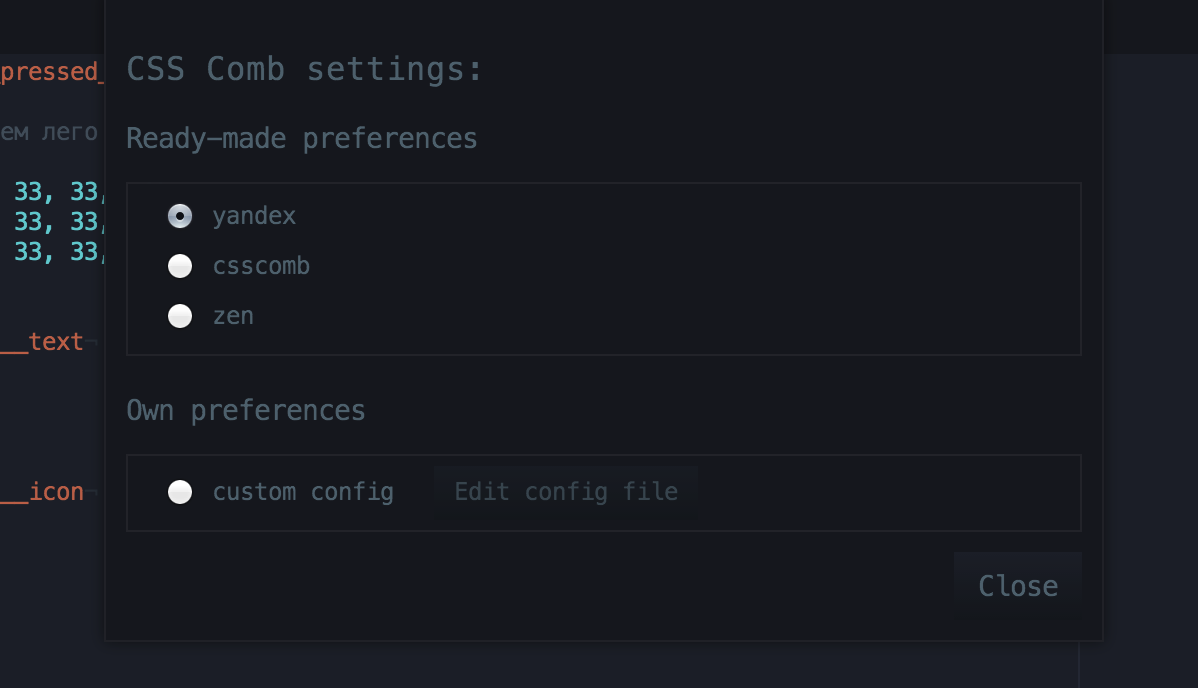 CSS Comb settings:
pressed_
Ready-made preferences
ем лего
33, 33,
33, 33,
33, 33,
yandex
csscomb
zen
__text¬
Own preferences
__icon¬
custom config Edit config file
Close